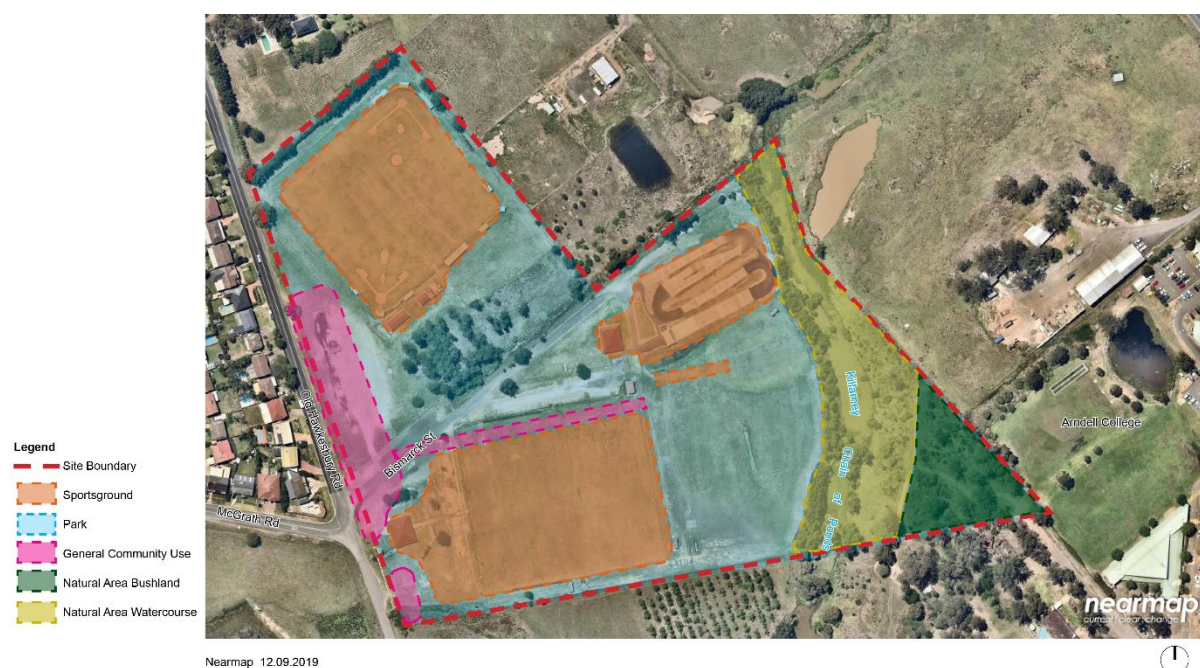 Legend
Site Boundary
Sportsground
Park
General Community Use
Natural Area Bushland
Natural Area Watercourse
Old Hawkesbury Rd
McGrath Rd
Bismarck St
Killarney Chain of Ponds
Arndell College
nearmap
current:clear:change
Nearmap 12.09.2019